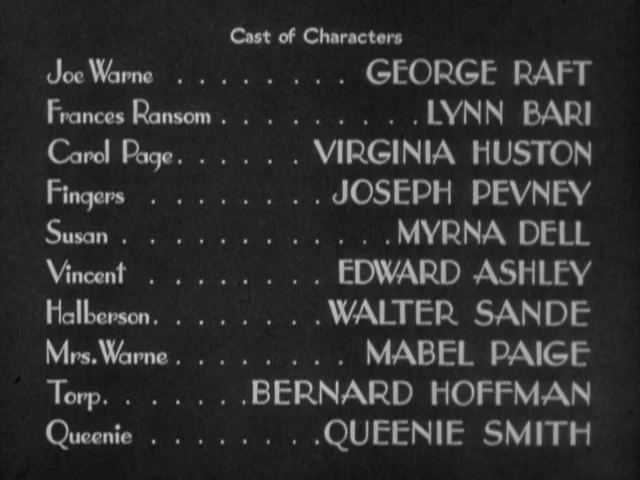 Cast of Characters
Joe Warne . . . . . . . . GEORGE RAFT
Frances Ransom . . . . . . . . . LYNN BARI
Carol Page . . . . . . VIRGINIA HUSTON
Fingers . . . . . . . . JOSEPH PEVNEY
Susan . . . . . . . . . . . . MYRNA DELL
Vincent . . . . . . . . EDWARD ASHLEY
Halberson . . . . . . . . WALTER SANDE
Mrs. Warne . . . . . . . . MABEL PAIGE
Torp . . . . . . . BERNARD HOFFMAN
Queenie . . . . . . . . QUEENIE SMITH